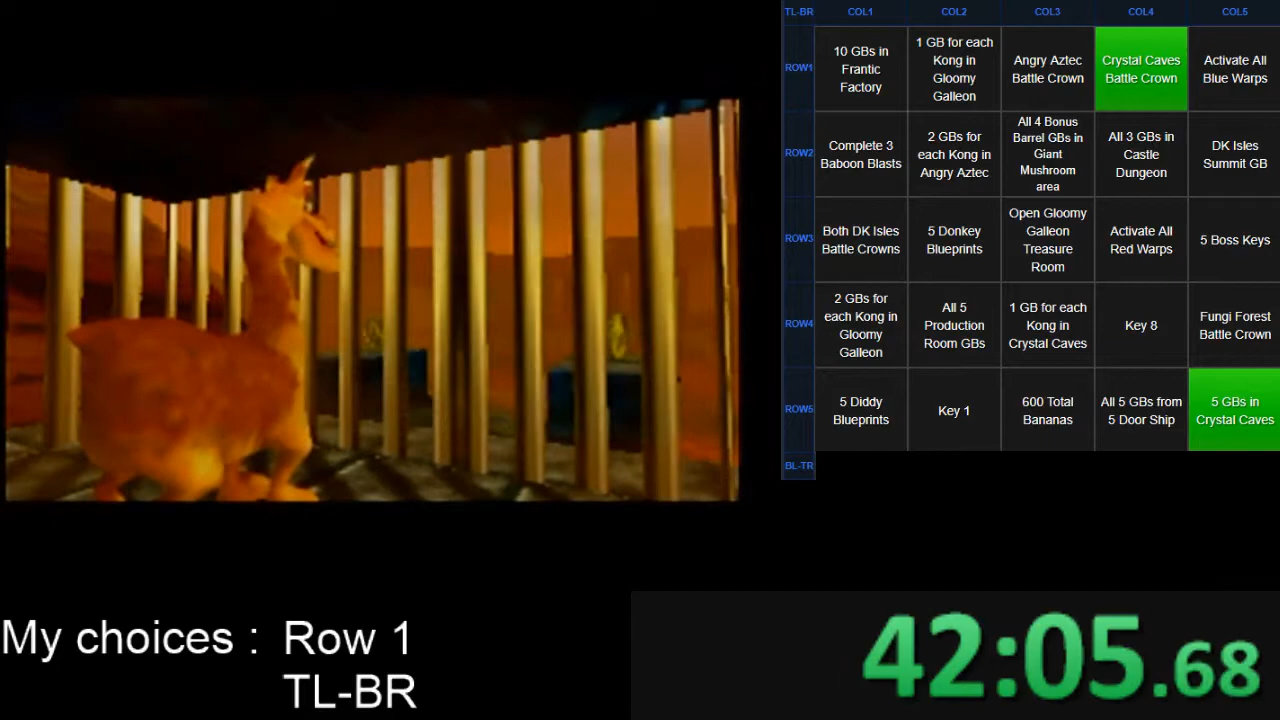 TL-BR COL1 COL2 COL3 COL4 COL5
ROW1
10 GBs in
Frantic
Factory
1 GB for each
Kong in
Gloomy
Galleon
Angry Aztec
Battle Crown
Crystal Caves
Battle Crown
Activate All
Blue Warps
ROW2
Complete 3
Baboon Blasts
2 GBs for
each Kong in
Angry Aztec
All 4 Bonus
Barrel GBs in
Giant
Mushroom
area
All 3 GBs in
Castle
Dungeon
DK Isles
Summit GB
ROW3
Both DK Isles
Battle Crowns
5 Donkey
Blueprints
Open Gloomy
Galleon
Treasure
Room
Activate All
Red Warps
5 Boss Keys
ROW4
2 GBs for
each Kong in
Gloomy
Galleon
All 5
Production
Room GBs
1 GB for each
Kong in
Crystal Caves
Key 8
Fungi Forest
Battle Crown
ROW5
5 Diddy
Blueprints
Key 1
600 Total
Bananas
All 5 GBs from
5 Door Ship
5 GBs in
Crystal Caves
BL-TR
My choices : Row 1
TL-BR
42:05.68